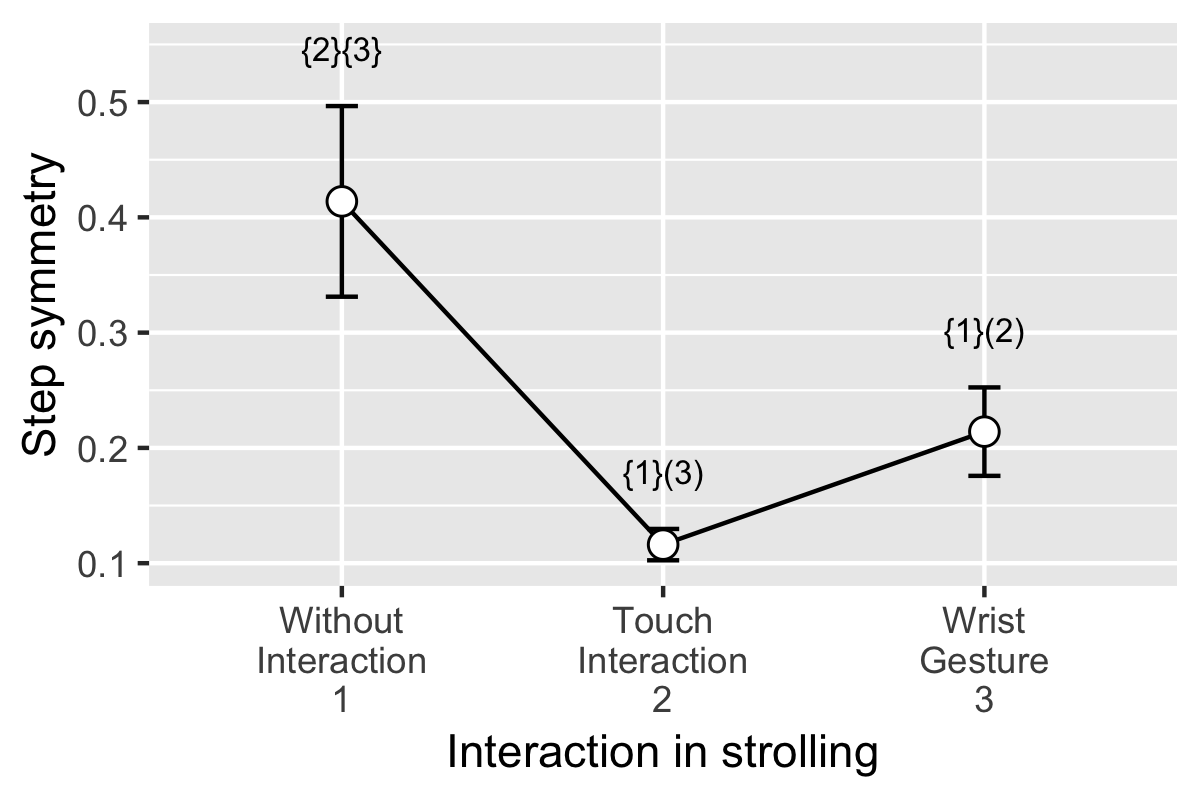 {2}{3}
0.5
0.4
0.3
0.2
0.1
Step symmetry
{1}(3)
{1}(2)
Without
Interaction
1
Touch
Interaction
2
Wrist
Gesture
3
Interaction in strolling